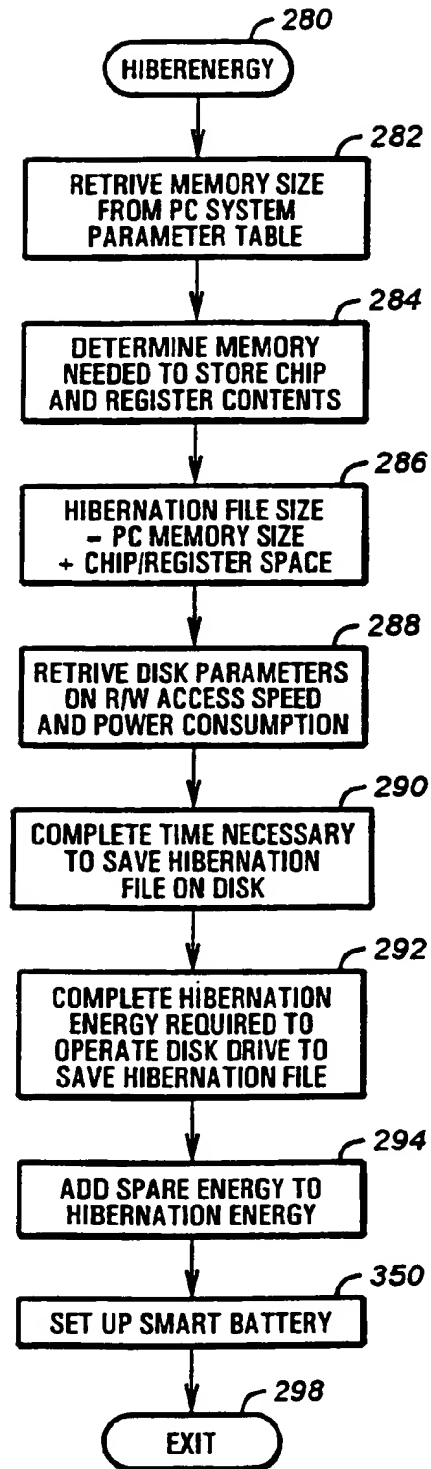 280
HIBERENERGY
282
RETRIVE MEMORY SIZE
FROM PC SYSTEM
PARAMETER TABLE
284
DETERMINE MEMORY
NEEDED TO STORE CHIP
AND REGISTER CONTENTS
286
HIBERNATION FILE SIZE
– PC MEMORY SIZE
+ CHIP/REGISTER SPACE
288
RETRIVE DISK PARAMETERS
ON R/W ACCESS SPEED
AND POWER CONSUMPTION
290
COMPLETE TIME NECESSARY
TO SAVE HIBERNATION
FILE ON DISK
292
COMPLETE HIBERNATION
ENERGY REQUIRED TO
OPERATE DISK DRIVE TO
SAVE HIBERNATION FILE
294
ADD SPARE ENERGY TO
HIBERNATION ENERGY
350
SET UP SMART BATTERY
298
EXIT